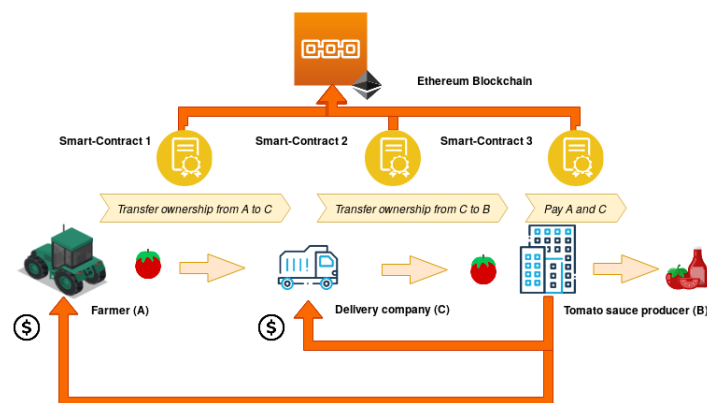 Ethereum Blockchain
Smart-Contract 1
Smart-Contract 2
Smart-Contract 3
Transfer ownership from A to C
Transfer ownership from C to B
Pay A and C
Farmer (A)
Delivery company (C)
Tomato sauce producer (B)
$
$